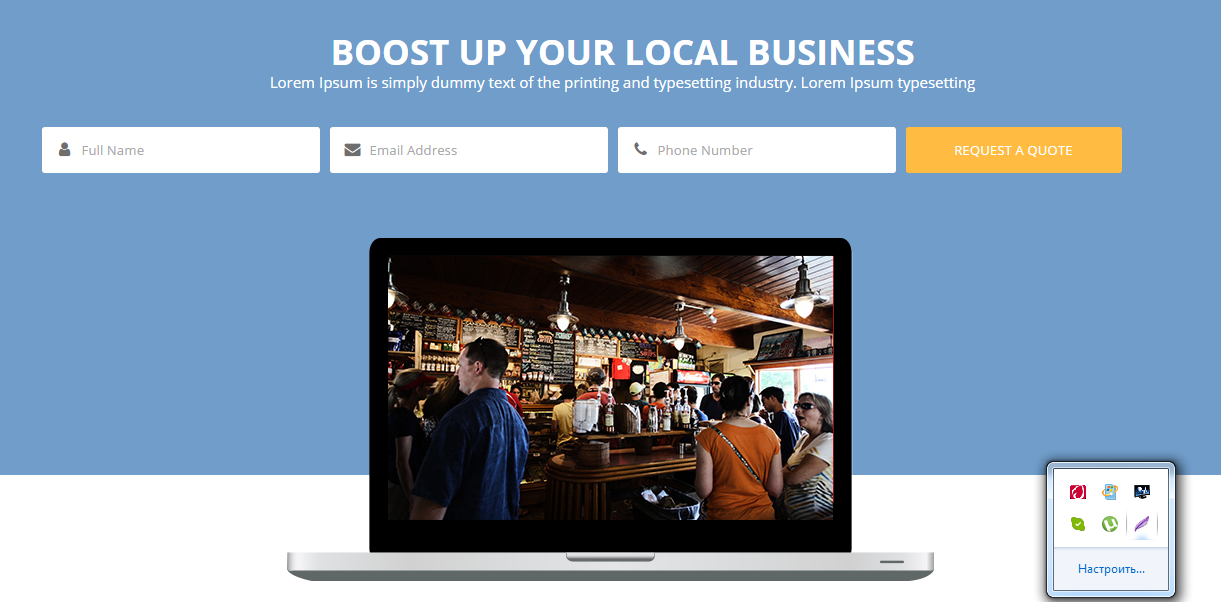 BOOST UP YOUR LOCAL BUSINESS
Lorem Ipsum is simply dummy text of the printing and typesetting industry. Lorem Ipsum typesetting
Full Name
Email Address
Phone Number
REQUEST A QUOTE
Настроить...